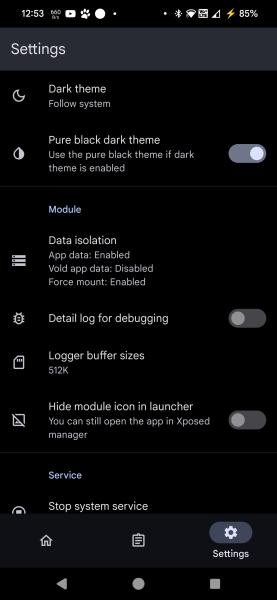 12:53
660
B/s
85%
Settings
Dark theme
Follow system
Pure black dark theme
Use the pure black theme if dark
theme is enabled
Module
Data isolation
App data: Enabled
Vold app data: Disabled
Force mount: Enabled
Detail log for debugging
Logger buffer sizes
512K
Hide module icon in launcher
You can still open the app in Xposed
manager
Service
Stop system service
Settings